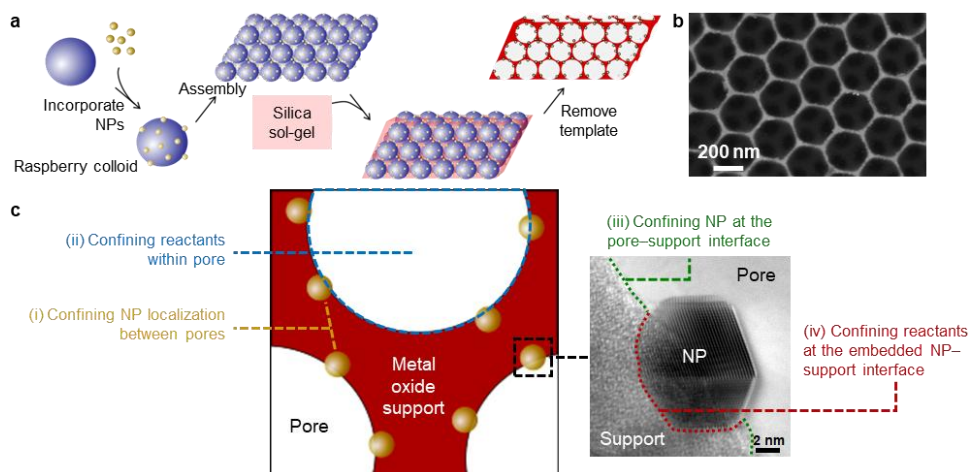 a
Incorporate
NPs
Raspberry colloid
Assembly
Silica
sol-gel
Remove
template
b
200 nm
c
(ii) Confining reactants
within pore
(i) Confining NP localization
between pores
Metal
oxide
support
Pore
(iii) Confining NP at the
pore–support interface
Pore
NP
Support
2 nm
(iv) Confining reactants
at the embedded NP–
support interface